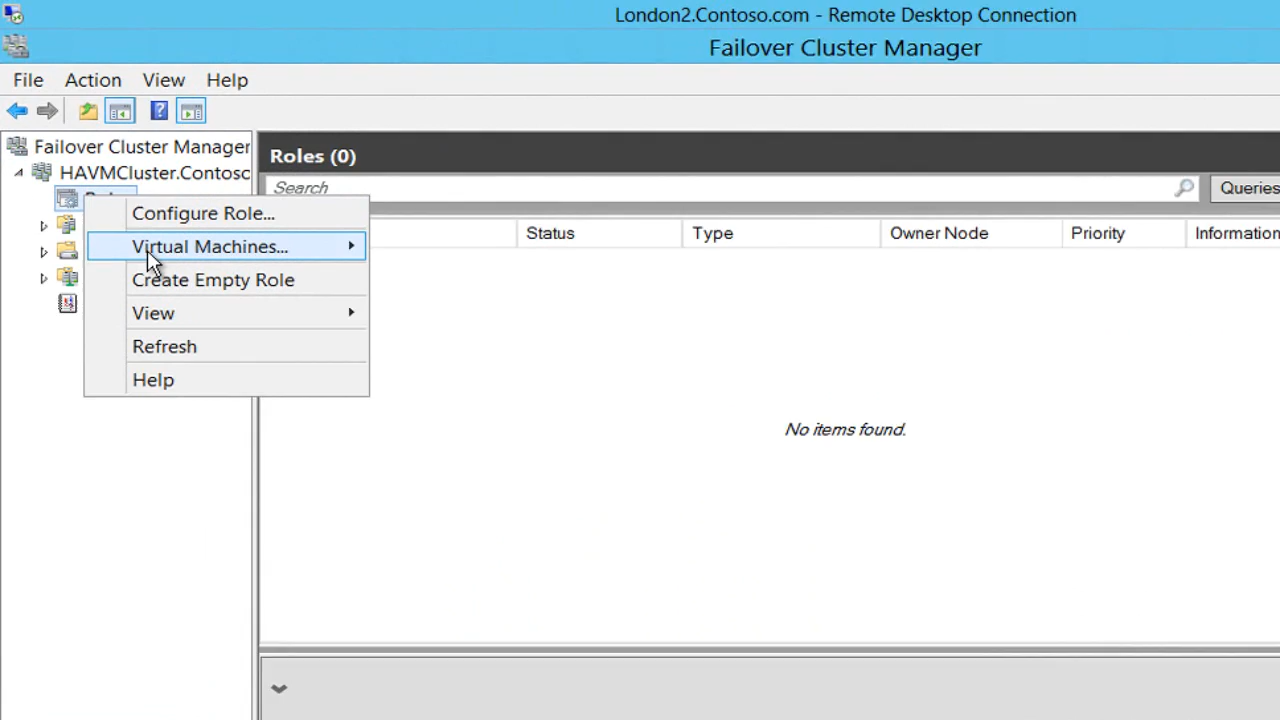 London2.Contoso.com - Remote Desktop Connection
Failover Cluster Manager
File Action View Help
Failover Cluster Manager
HAVMCluster.Contosc
Roles (0)
Search
Queries
Status Type Owner Node Priority Information
Configure Role...
Virtual Machines...
Create Empty Role
View
Refresh
Help
No items found.